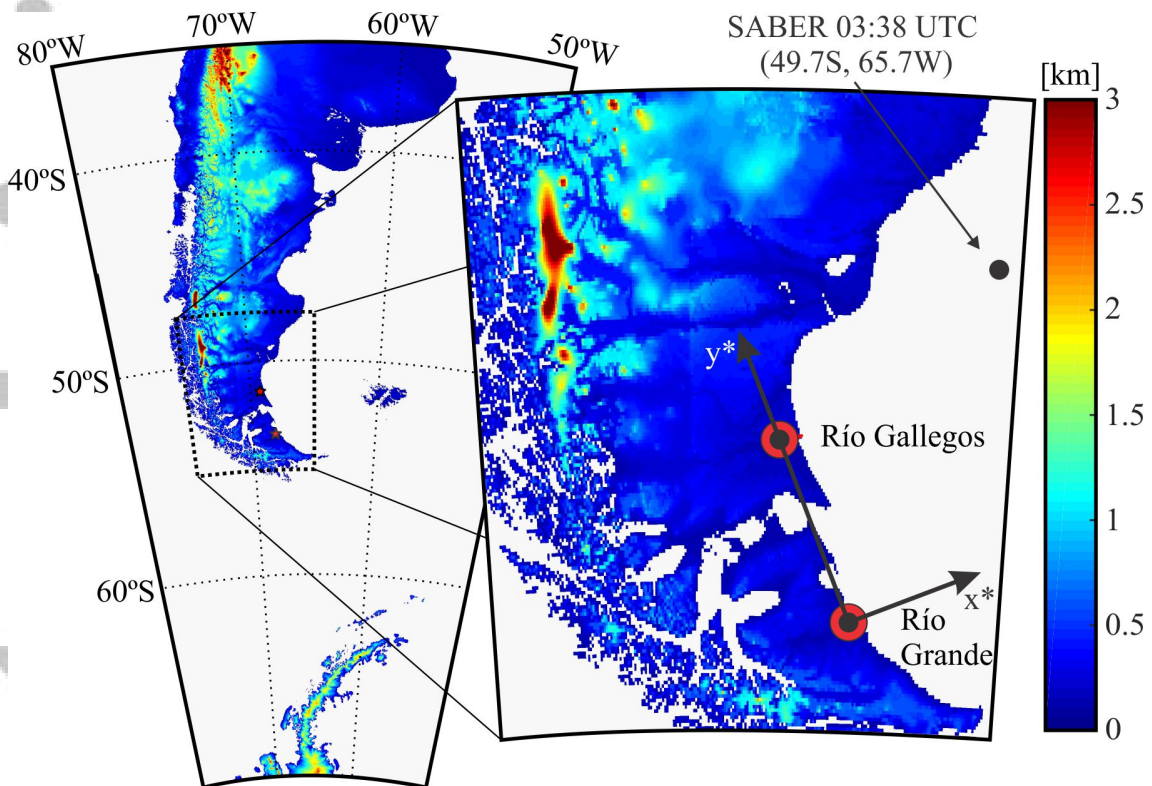 SABER 03:38 UTC
(49.7S, 65.7W)
80ºW
70ºW
60ºW
50ºW
[km]
3
2.5
2
1.5
1
0.5
0
40ºS
50ºS
60ºS
y*
Río Gallegos
x*
Río
Grande